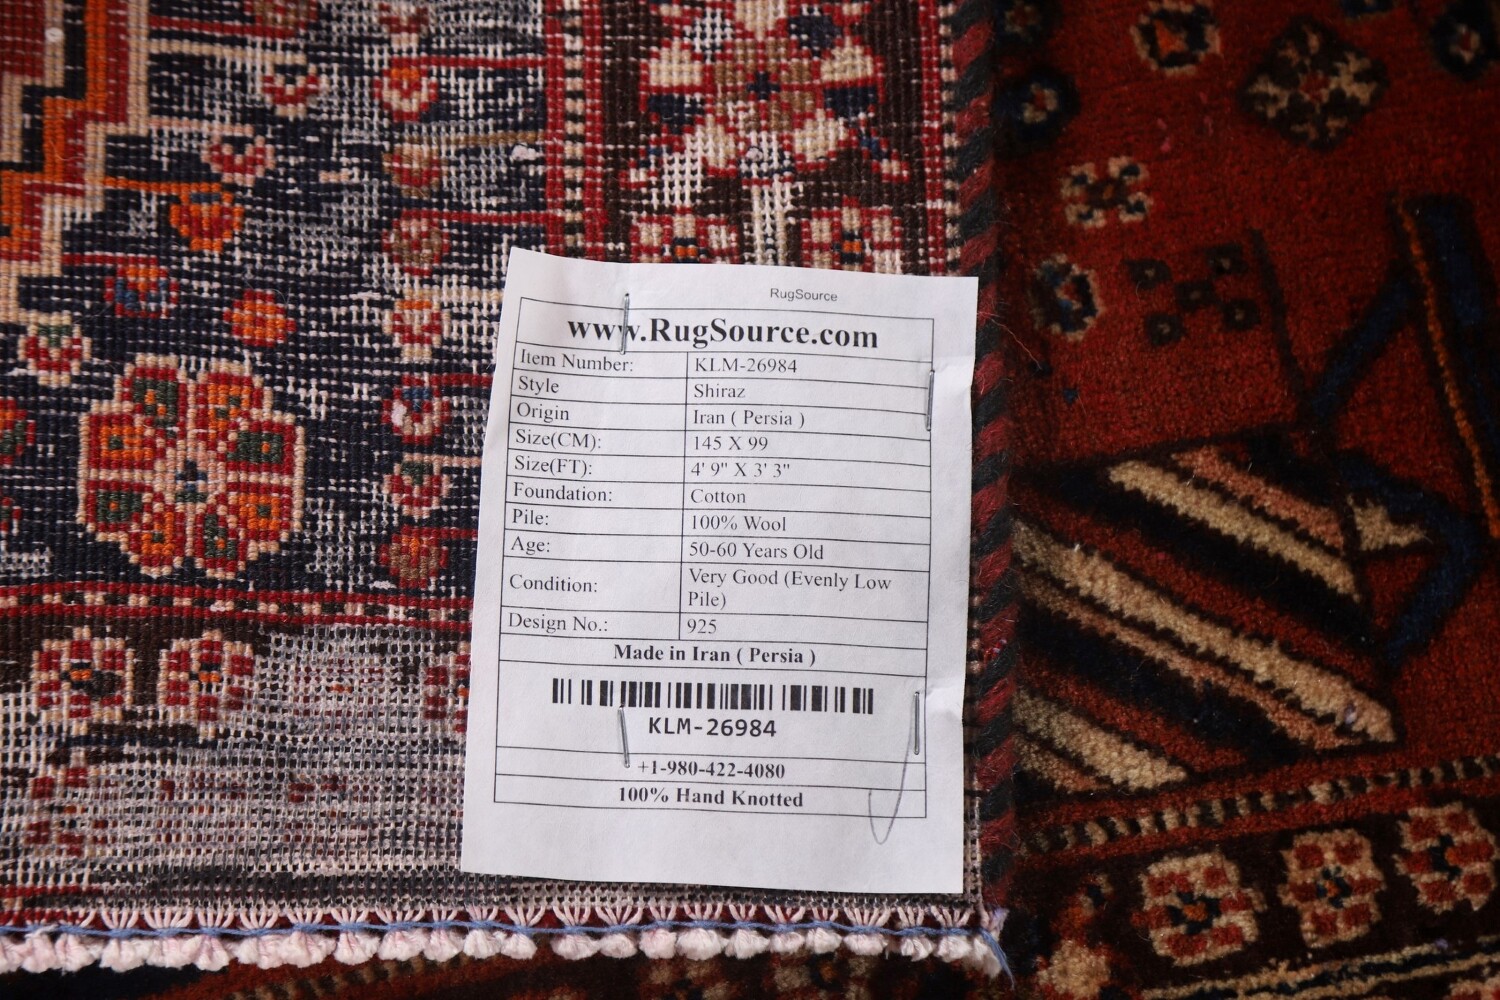 RugSource
www.RugSource.com
Item Number: KLM-26984
Style Shiraz
Origin Iran ( Persia )
Size(CM): 145 X 99
Size(FT): 4' 9" X 3' 3"
Foundation: Cotton
Pile: 100% Wool
Age: 50-60 Years Old
Condition: Very Good (Evenly Low
Pile)
Design No.: 925
Made in Iran ( Persia )
KLM-26984
+1-980-422-4080
100% Hand Knotted